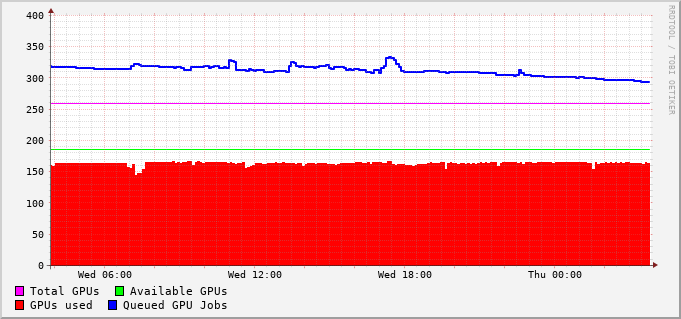 400
350
300
250
200
150
100
50
0
Wed 06:00 Wed 12:00 Wed 18:00 Thu 00:00
Total GPUs Available GPUs
GPUs used Queued GPU Jobs
RRDTOOL / TOBI OETIKER